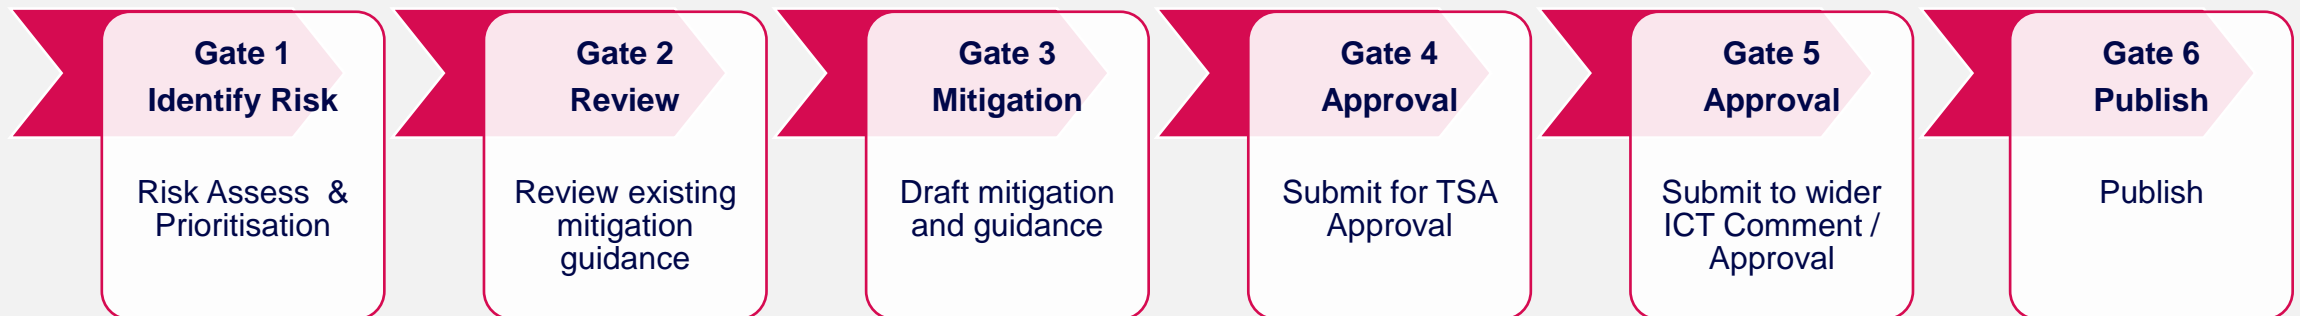 Gate 1
Identify Risk
Risk Assess  &
Prioritisation
Gate 2
Review
Review existing
mitigation
guidance
Gate 3
Mitigation
Draft mitigation
and guidance
Gate 4
Approval
Submit for TSA
Approval
Gate 5
Approval
Submit to wider
ICT Comment /
Approval
Gate 6
Publish
Publish